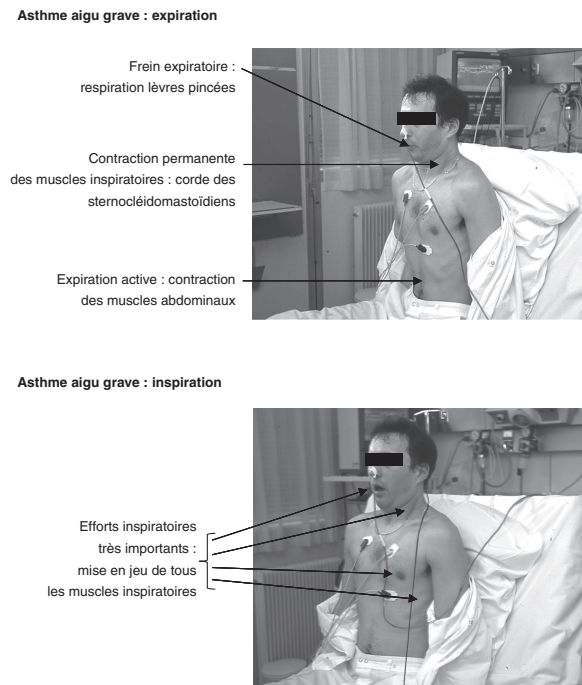 Asthme aigu grave : expiration
Frein expiratoire :
respiration lèvres pincées
Contraction permanente
des muscles inspiratoires : corde des
sternocléidomastoïdiens
Expiration active : contraction
des muscles abdominaux
Asthme aigu grave : inspiration
Efforts inspiratoires
très importants :
mise en jeu de tous
les muscles inspiratoires